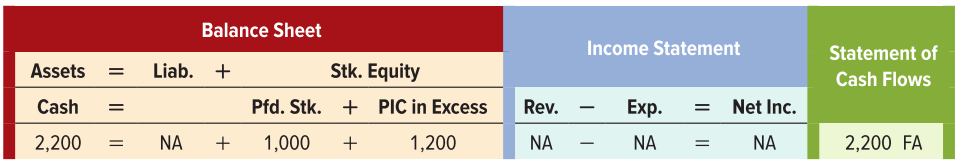 Balance Sheet
Income Statement
Statement of
Cash Flows
Assets = Liab. + Stk. Equity
Cash = Pfd. Stk. + PIC in Excess Rev. − Exp. = Net Inc.
2,200 = NA + 1,000 + 1,200 NA − NA = NA 2,200 FA